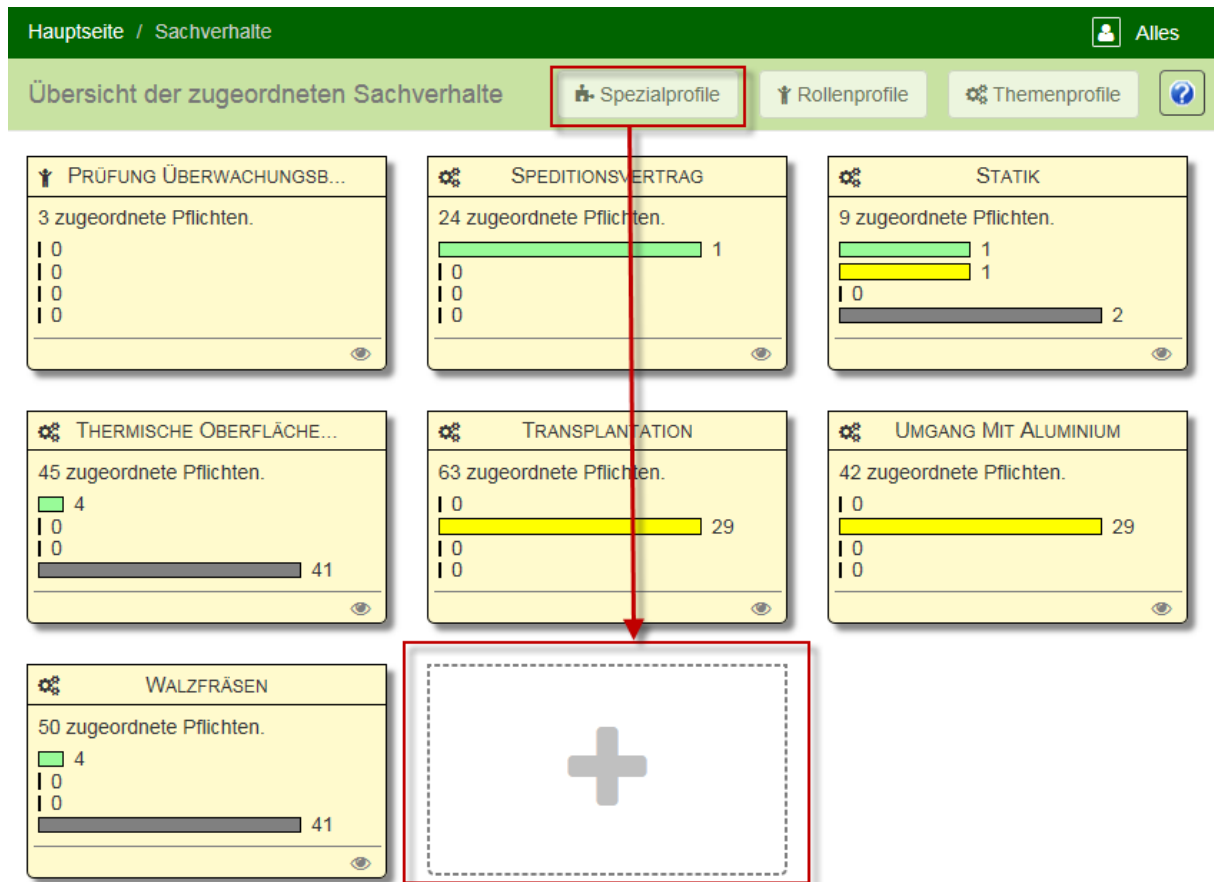 Hauptseite / Sachverhalte
Alles
Übersicht der zugeordneten Sachverhalte
Spezialprofile
Rollenprofile
Themenprofile
?
PRÜFUNG ÜBERWACHUNGSB...
3 zugeordnete Pflichten.
0
0
0
0
SPEDITIONSVERTRAG
24 zugeordnete Pflichten.
1
0
0
0
STATIK
9 zugeordnete Pflichten.
1
1
0
2
THERMISCHE OBERFLÄCHE...
45 zugeordnete Pflichten.
4
0
0
41
TRANSPLANTATION
63 zugeordnete Pflichten.
0
29
0
0
UMGANG MIT ALUMINIUM
42 zugeordnete Pflichten.
0
29
0
0
WALZFRÄSEN
50 zugeordnete Pflichten.
4
0
0
41